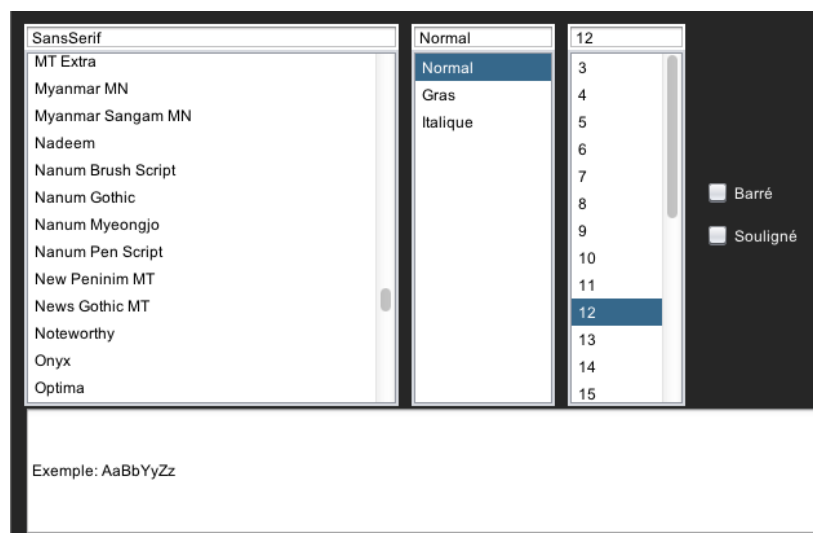 SansSerif
MT Extra
Myanmar MN
Myanmar Sangam MN
Nadeem
Nanum Brush Script
Nanum Gothic
Nanum Myeongjo
Nanum Pen Script
New Peninim MT
News Gothic MT
Noteworthy
Onyx
Optima
Normal
Normal
Gras
Italique
12
3
4
5
6
7
8
9
10
11
12
13
14
15
Barré
Souligné
Exemple: AaBbYyZz